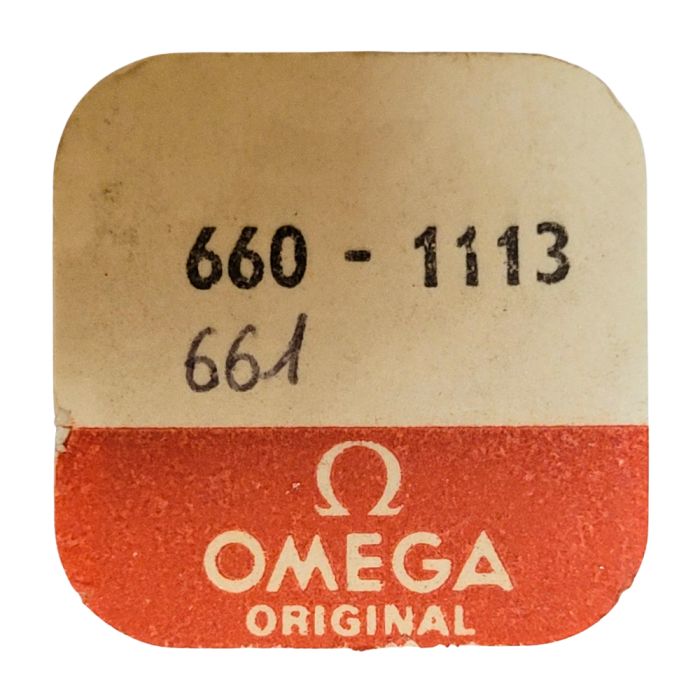 660 - 1113
661
Ω
OMEGA
ORIGINAL